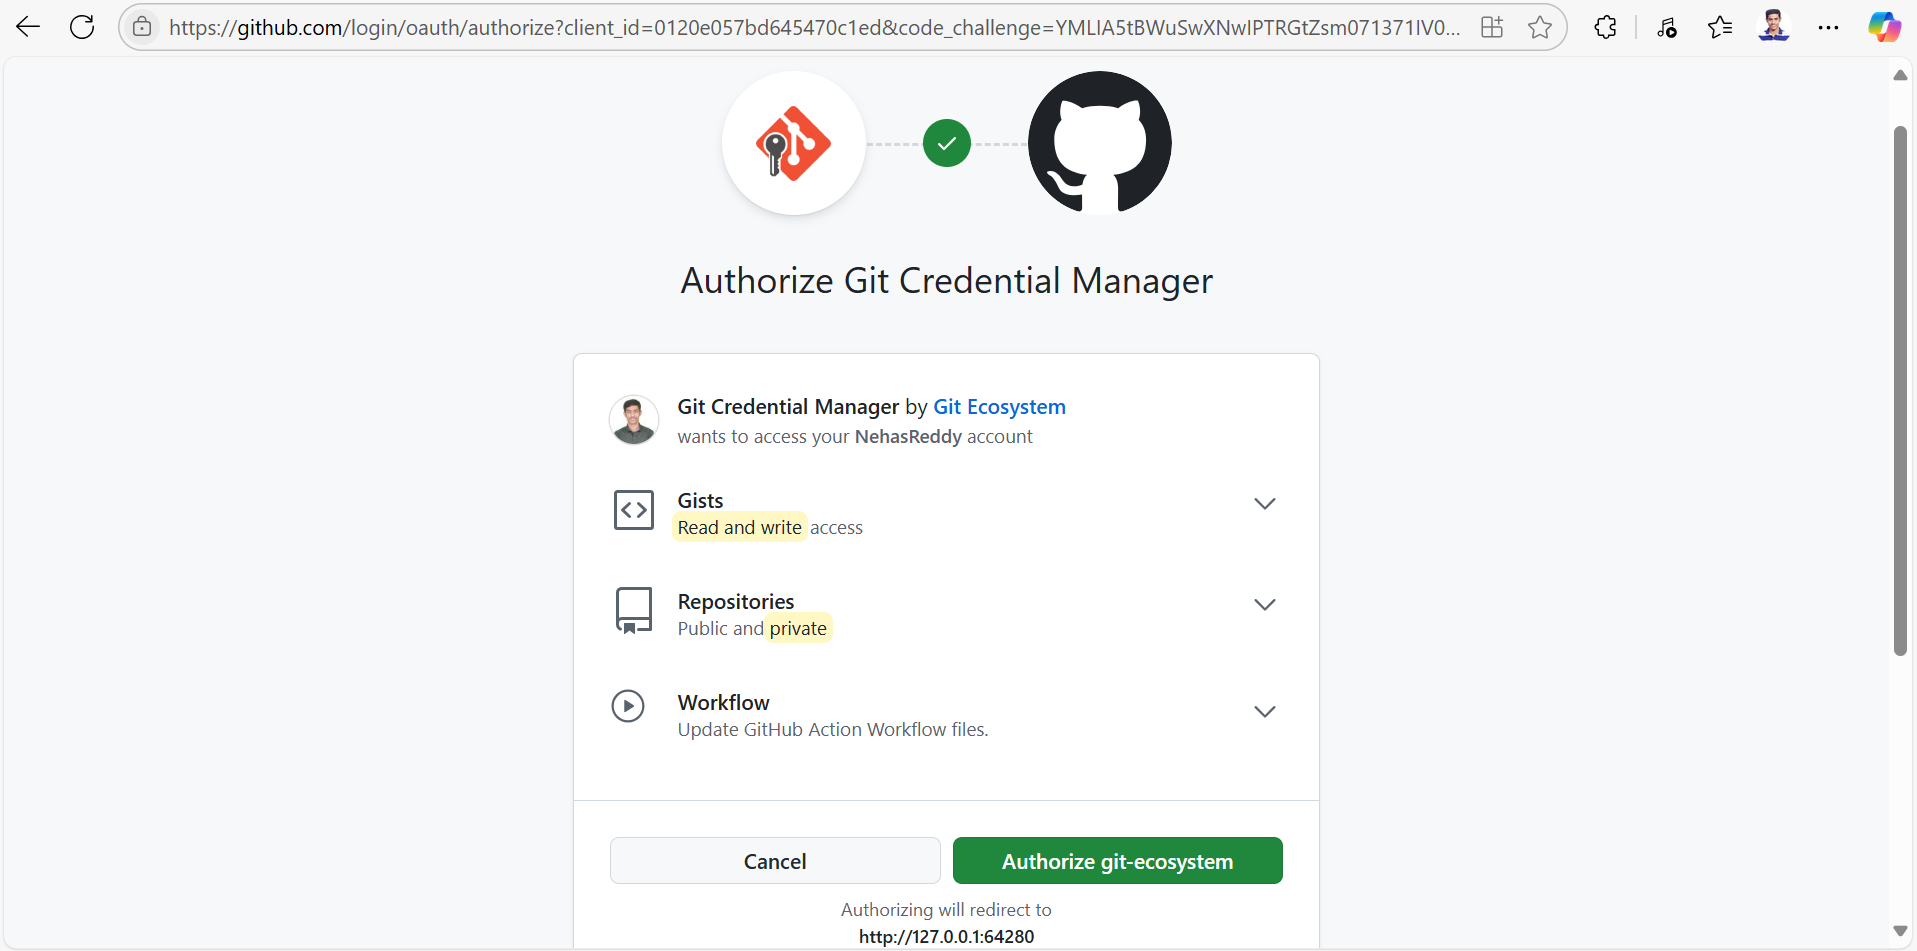 https://github.com/login/oauth/authorize?client_id=0120e057bd645470c1ed&code_challenge=YMLIA5tBWuSwXNwIPTRGtZsm071371IV0...
Authorize Git Credential Manager
Git Credential Manager by Git Ecosystem
wants to access your NehasReddy account
Gists
Read and write access
Repositories
Public and private
Workflow
Update GitHub Action Workflow files.
Cancel
Authorize git-ecosystem
Authorizing will redirect to
http://127.0.0.1:64280